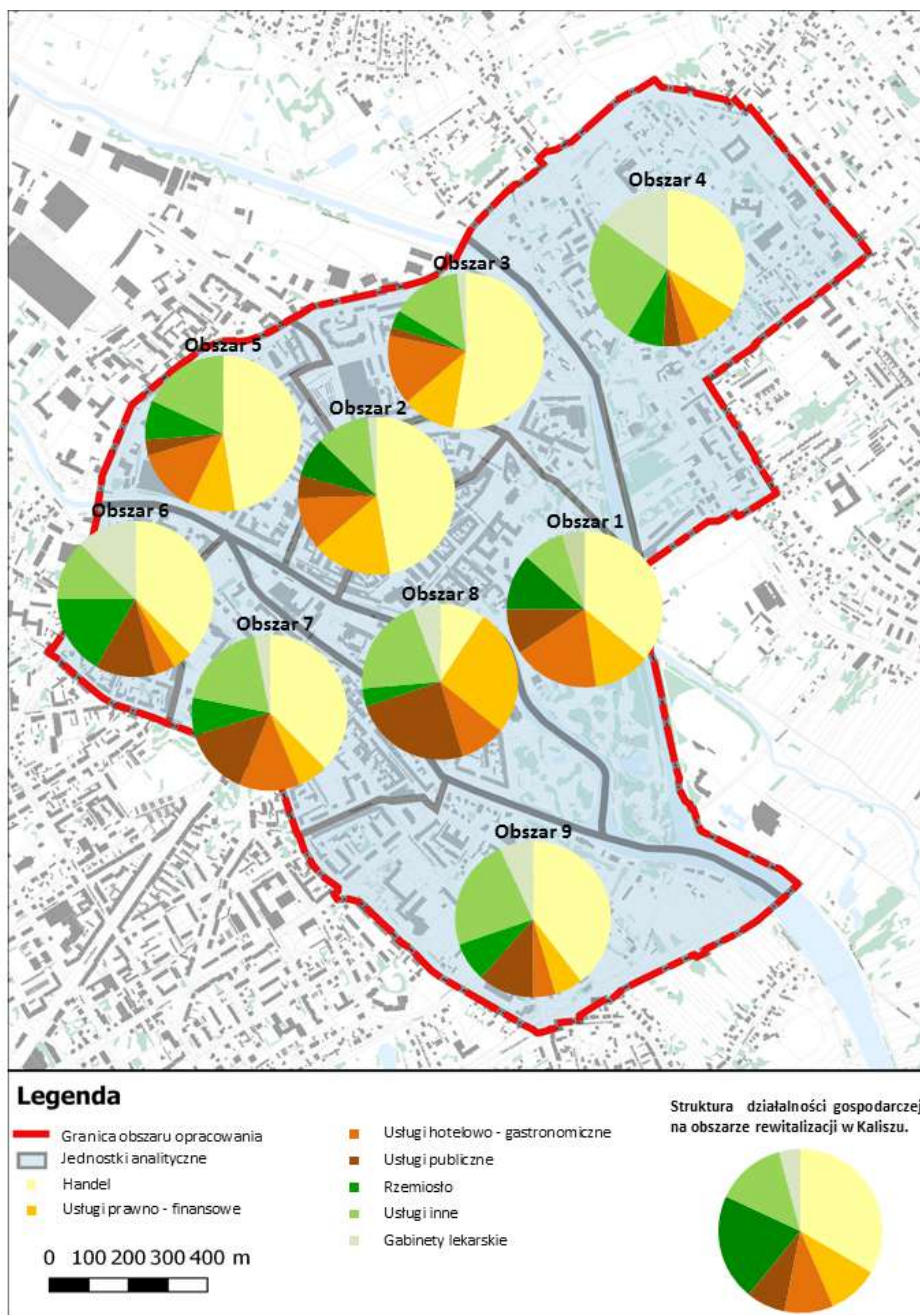 Obszar 4
Obszar 3
Obszar 5
Obszar 2
Obszar 6
Obszar 1
Obszar 8
Obszar 7
Obszar 9
Legenda
Granica obszaru opracowania
Jednostki analityczne
Handel
Usługi prawno - finansowe
Usługi hotelowo - gastronomiczne
Usługi publiczne
Rzemiosło
Usługi inne
Gabinety lekarskie
0 100 200 300 400 m
Struktura działalności gospodarczej
na obszarze rewitalizacji w Kaliszu.